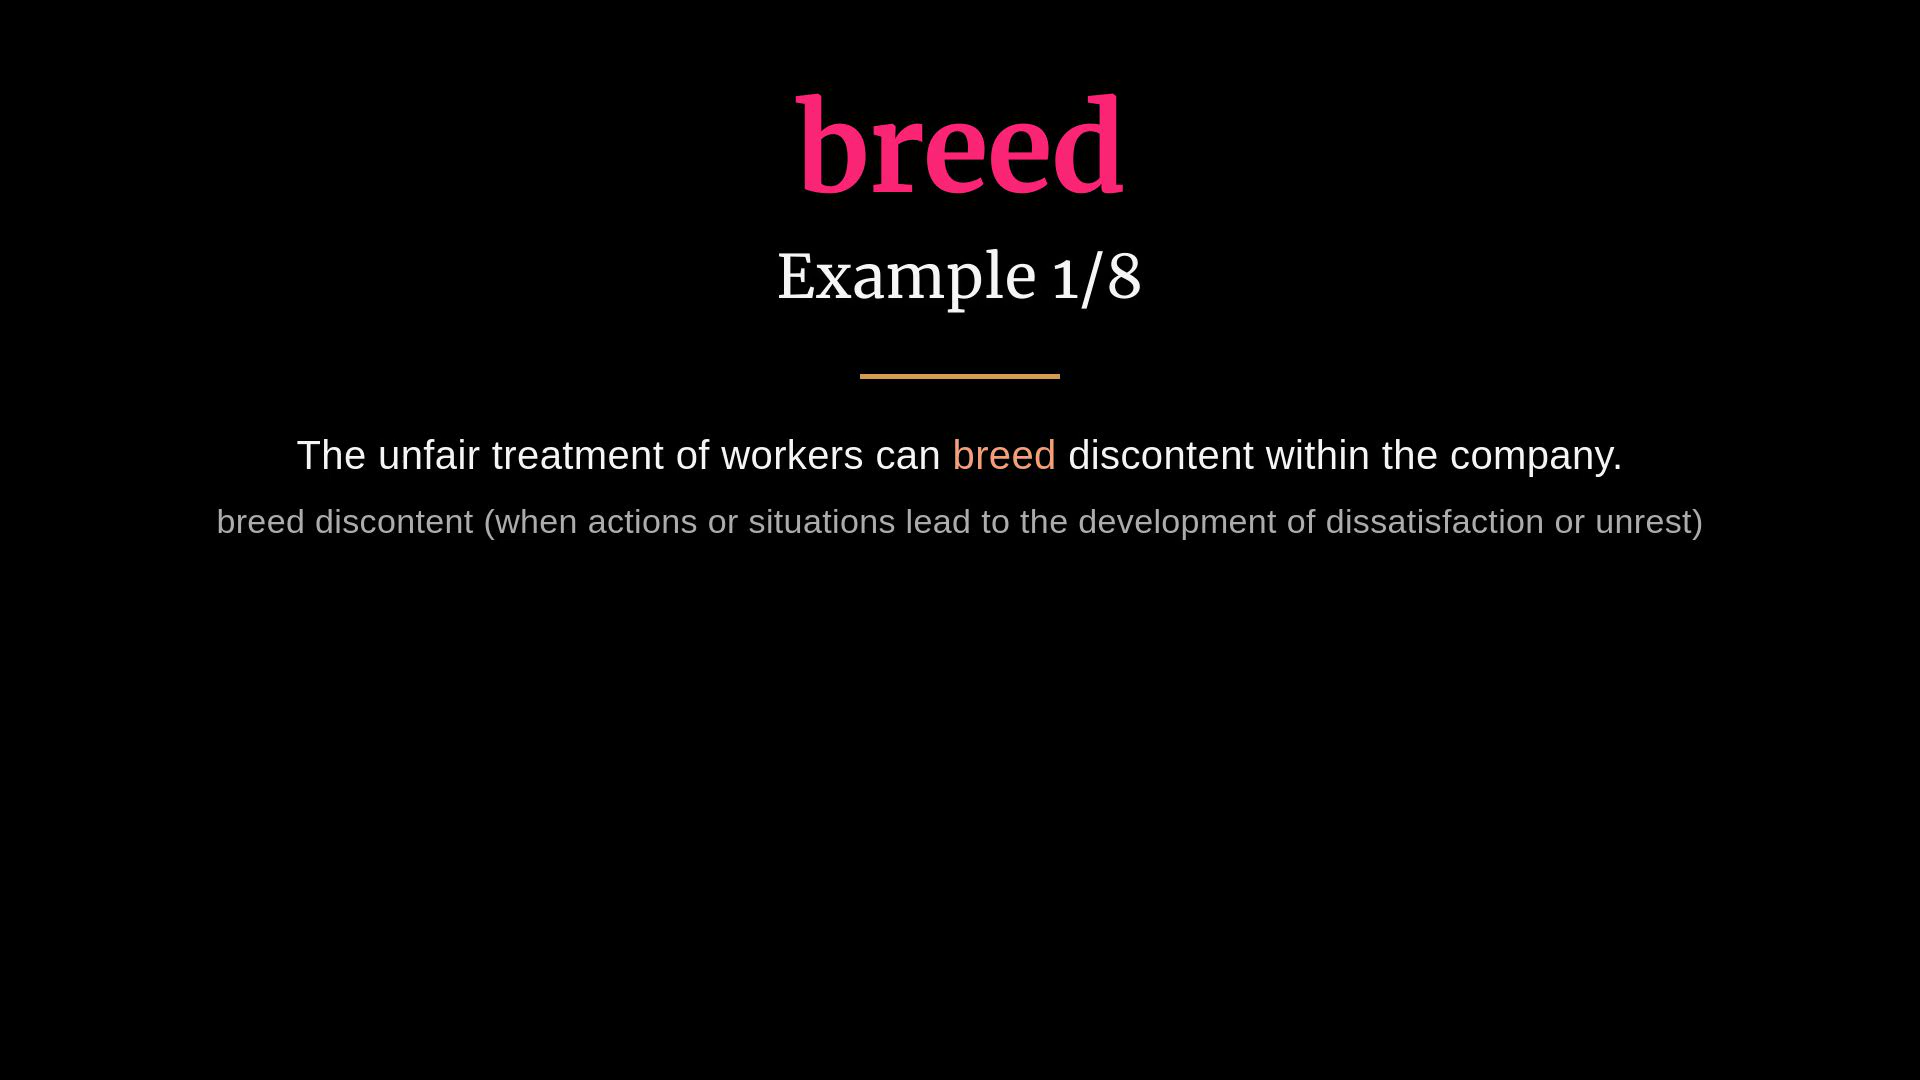 breed
Example 1/8
The unfair treatment of workers can breed discontent within the company.
breed discontent (when actions or situations lead to the development of dissatisfaction or unrest)